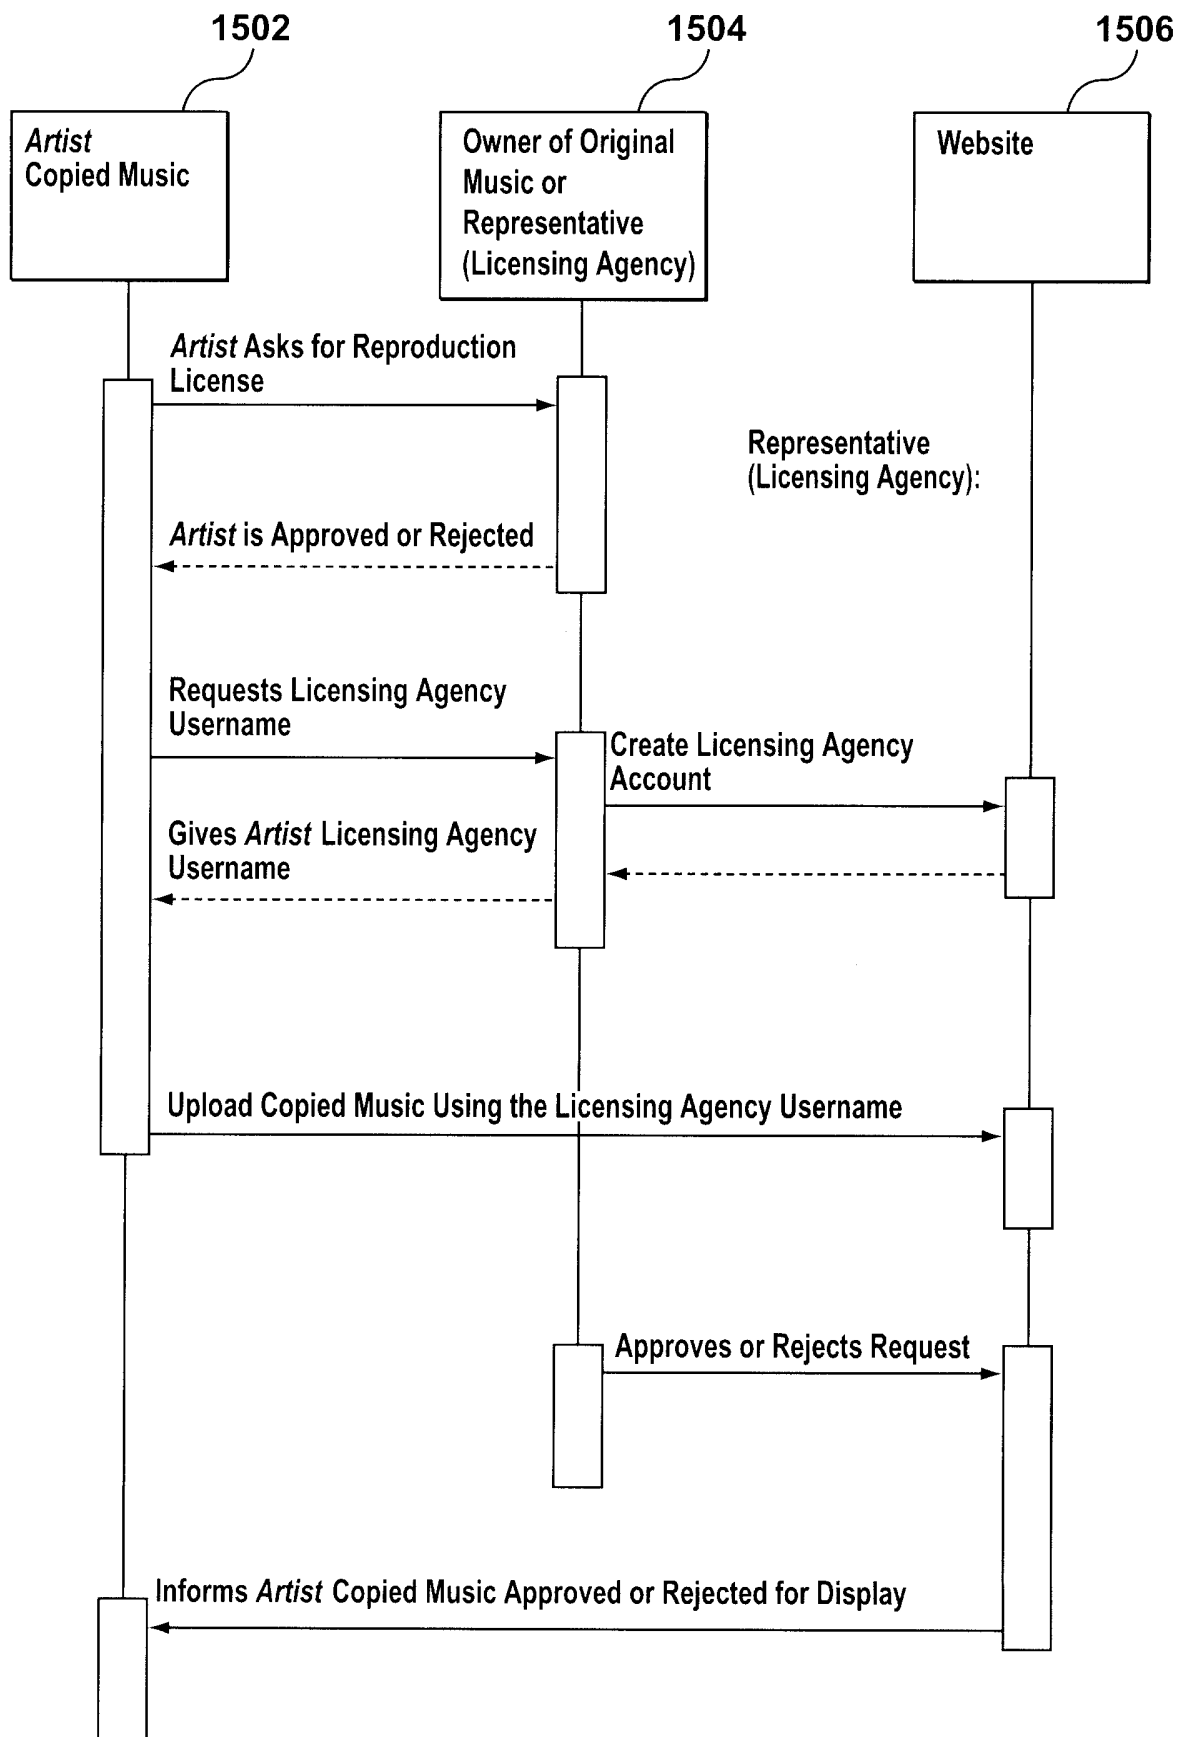 1502
1504
1506
Artist
Copied Music
Owner of Original
Music or
Representative
(Licensing Agency)
Website
Artist Asks for Reproduction
License
Representative
(Licensing Agency):
Artist is Approved or Rejected
Requests Licensing Agency
Username
Create Licensing Agency
Account
Gives Artist Licensing Agency
Username
Upload Copied Music Using the Licensing Agency Username
Approves or Rejects Request
Informs Artist Copied Music Approved or Rejected for Display